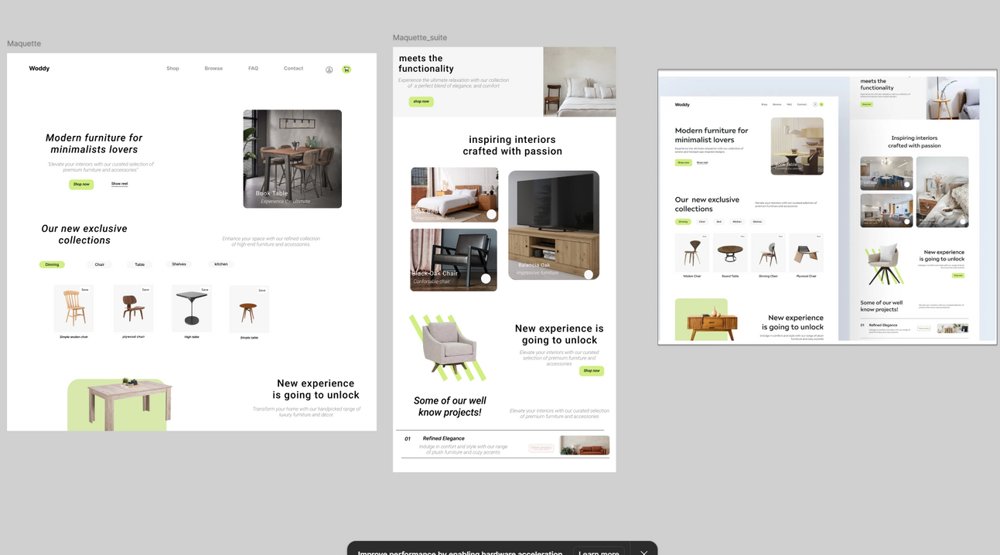 Maquette
Woddy
Shop
Browse
FAQ
Contact
Modern furniture for
minimalists lovers
"Elevate your interiors with our curated selection of
premium furniture and accessories"
Shop now
Show reel
Book Table
Experience the ultimate
Our new exclusive
collections
Enhance your space with our refined collection
of high-end furniture and accessories
Dinning
Chair
Table
Shelves
kitchen
Save
Save
Save
Save
Simple woden chair
plywood chair
High table
Simple table
New experience
is going to unlock
Transform your home with our handpicked range of
luxury furniture and decor
Maquette_suite
meets the
functionality
Experience the ultimate relaxation with our collection
of a perfect blend of elegance, and comfort
shop now
inspiring interiors
crafted with passion
Oak Bed
Black Oak Chair
Confortable chair
Balencia Oak
Impressive furniture
New experience is
going to unlock
Elevate your interiors with our curated
selection of premium furniture and
accessories
Shop now
Some of our well
know projects!
Elevate your interiors with our curated selection
of premium furniture and accessories
01
Refined Elegance
Indulge in confort and style with our range
of plush furniture and cozy accents
Woddy
Shop
Browse
FAQ
Contact
Modern furniture for
minimalist lovers
Shop now
Show reel
Book Table
Our new exclusive
collections
Dinning
Chair
Bed
Kitchen
Shelves
Wooden Chair
Round Table
Dinning Chair
Plywood Chair
New experience
is going to unlock
meets the
functionality
Inspiring interiors
crafted with passion
New experience
is going to unlock
Some of our well
know projects!
01
Refined Elegance
Improve performance by enabling hardware acceleration
Learn more